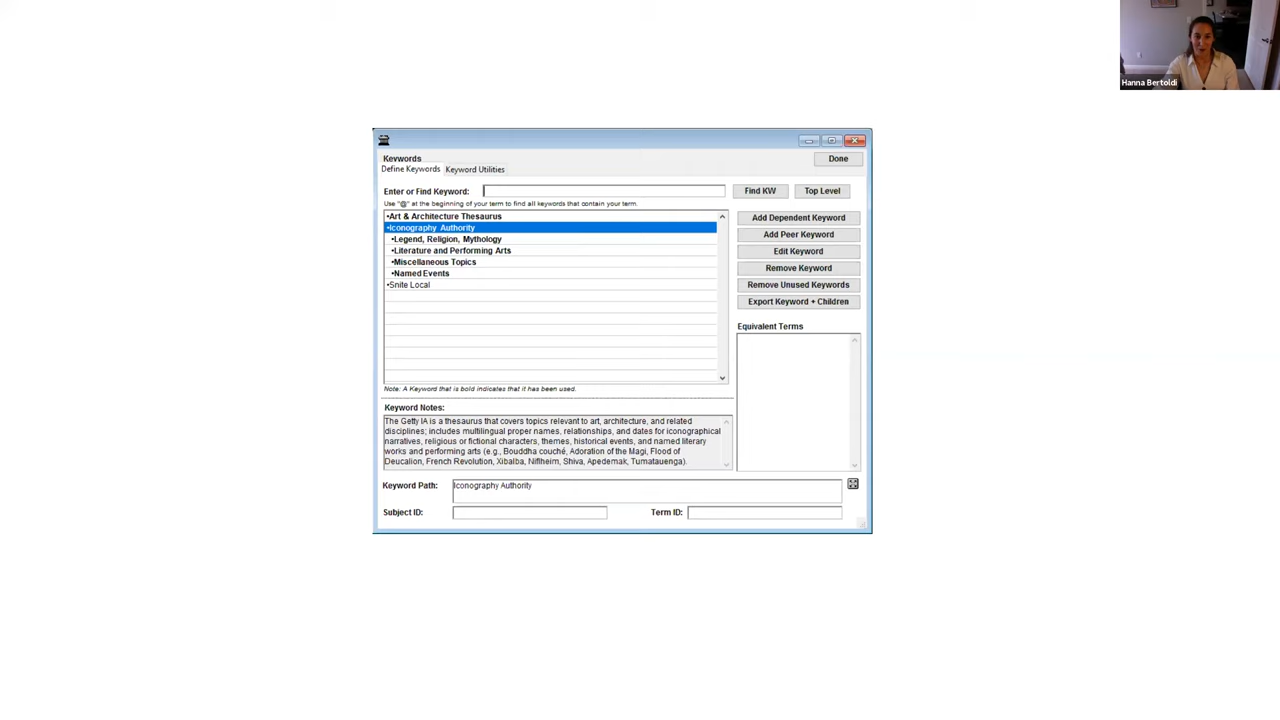 Hanna Bertoldi
Keywords
Done
Define Keywords
Keyword Utilities
Enter or Find Keyword:
Find KW
Top Level
Use "@" at the beginning of your term to find all keywords that contain your term.
•Art & Architecture Thesaurus
•Iconography Authority
•Legend, Religion, Mythology
•Literature and Performing Arts
•Miscellaneous Topics
•Named Events
•Snite Local
Add Dependent Keyword
Add Peer Keyword
Edit Keyword
Remove Keyword
Remove Unused Keywords
Export Keyword + Children
Equivalent Terms
Note: A Keyword that is bold indicates that it has been used.
Keyword Notes:
The Getty IA is a thesaurus that covers topics relevant to art, architecture, and related
disciplines; includes multilingual proper names, relationships, and dates for iconographical
narratives, religious or fictional characters, themes, historical events, and named literary
works and performing arts (e.g., Bouddha couché, Adoration of the Magi, Flood of
Deucalion, French Revolution, Xibalba, Niflheim, Shiva, Apedemak, Tumatauenga).
Keyword Path:
Iconography Authority
Subject ID:
Term ID: